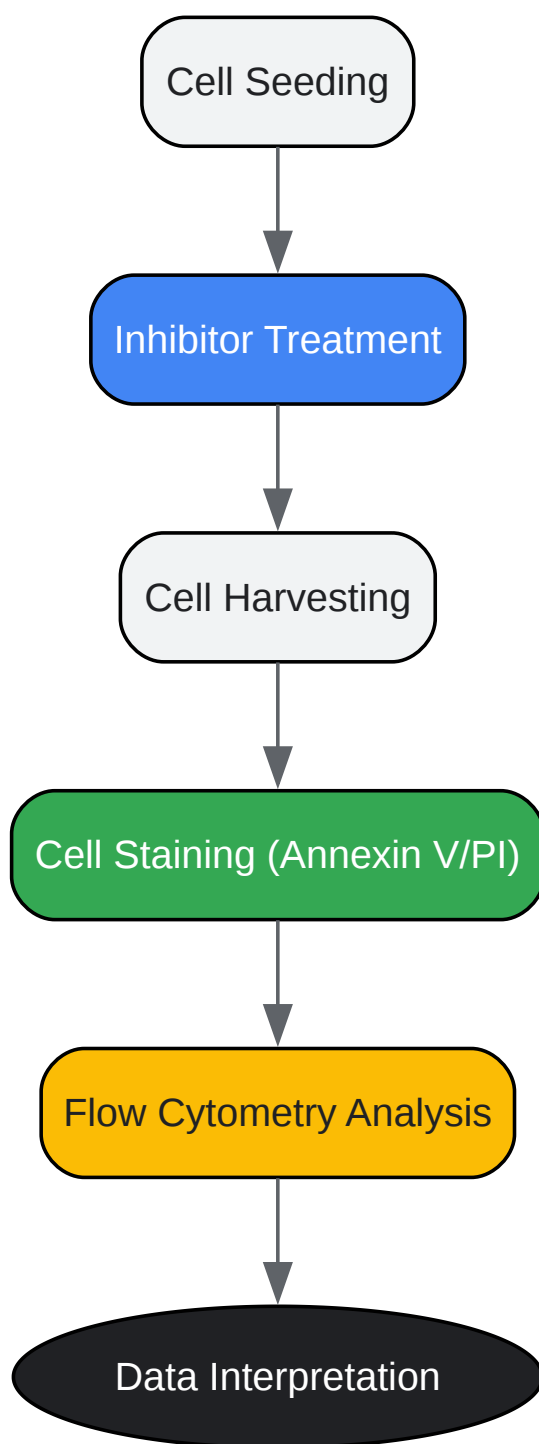 Cell Seeding
Inhibitor Treatment
Cell Harvesting
Cell Staining (Annexin V/PI)
Flow Cytometry Analysis
Data Interpretation